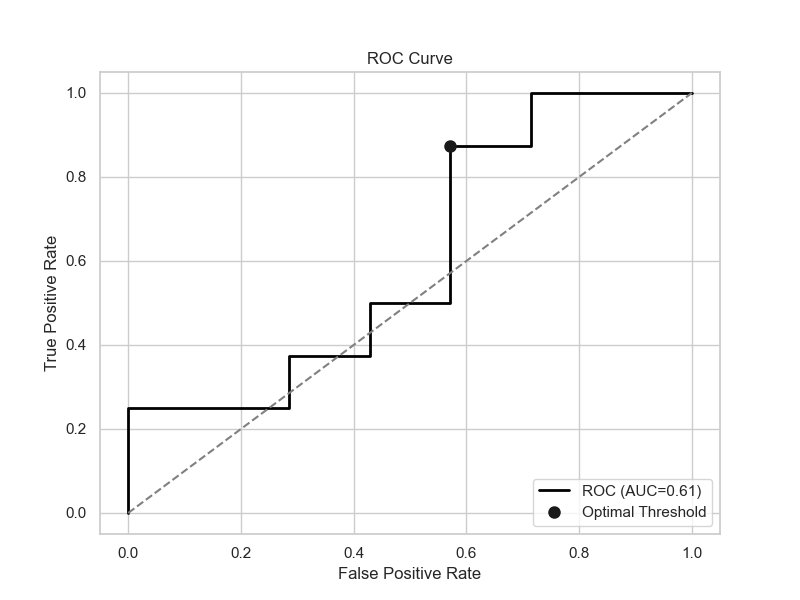 ROC Curve
1.0
0.8
0.6
0.4
0.2
0.0
True Positive Rate
0.0 0.2 0.4 0.6 0.8 1.0
False Positive Rate
ROC (AUC=0.61)
Optimal Threshold